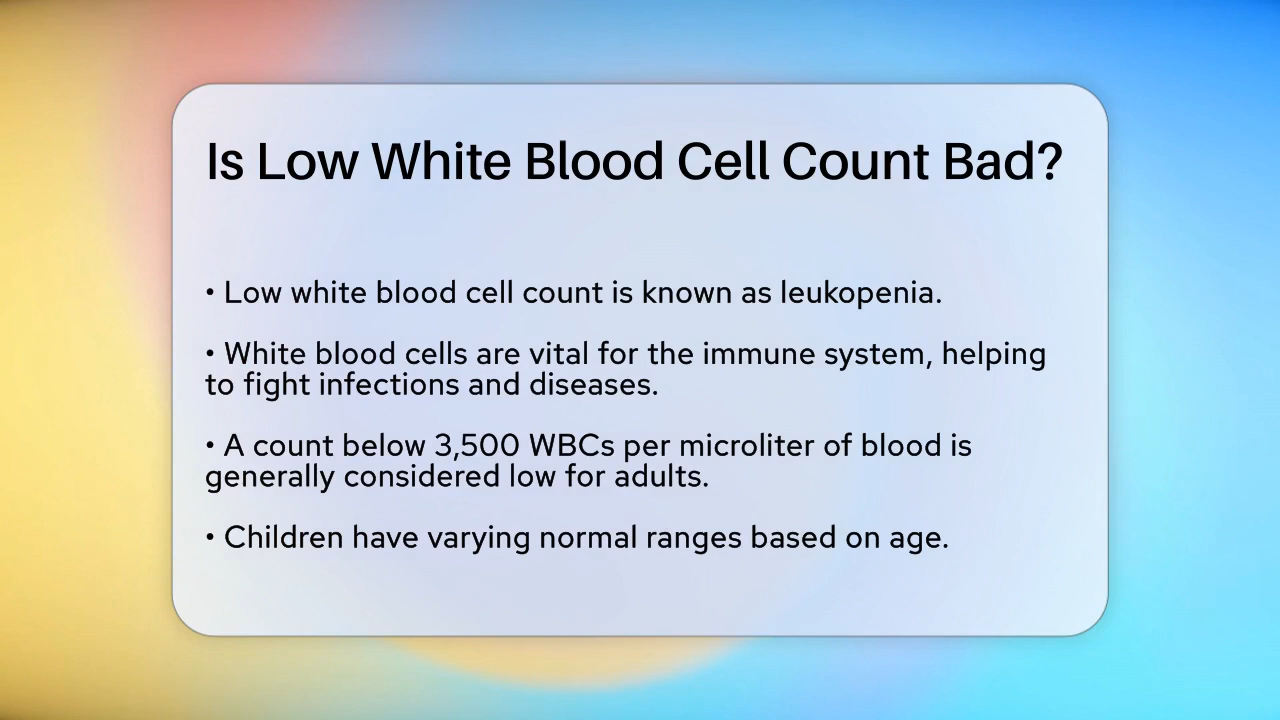 Is Low White Blood Cell Count Bad?
• Low white blood cell count is known as leukopenia.
• White blood cells are vital for the immune system, helping
to fight infections and diseases.
• A count below 3,500 WBCs per microliter of blood is
generally considered low for adults.
• Children have varying normal ranges based on age.